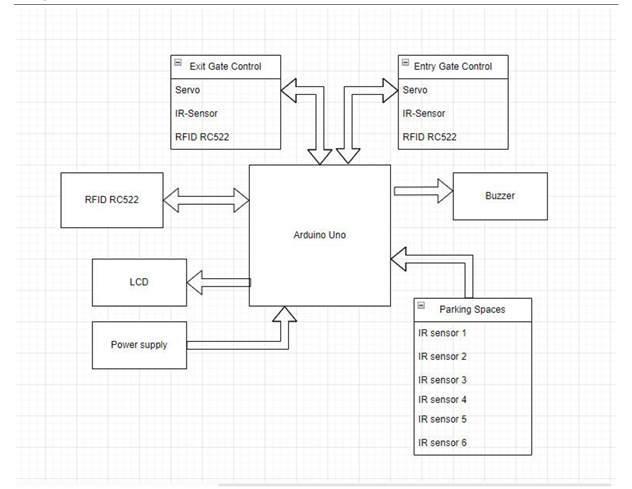 Exit Gate Control
Servo
IR-Sensor
RFID RC522
Entry Gate Control
Servo
IR-Sensor
RFID RC522
RFID RC522
Arduino Uno
Buzzer
LCD
Power supply
Parking Spaces
IR sensor 1
IR sensor 2
IR sensor 3
IR sensor 4
IR sensor 5
IR sensor 6